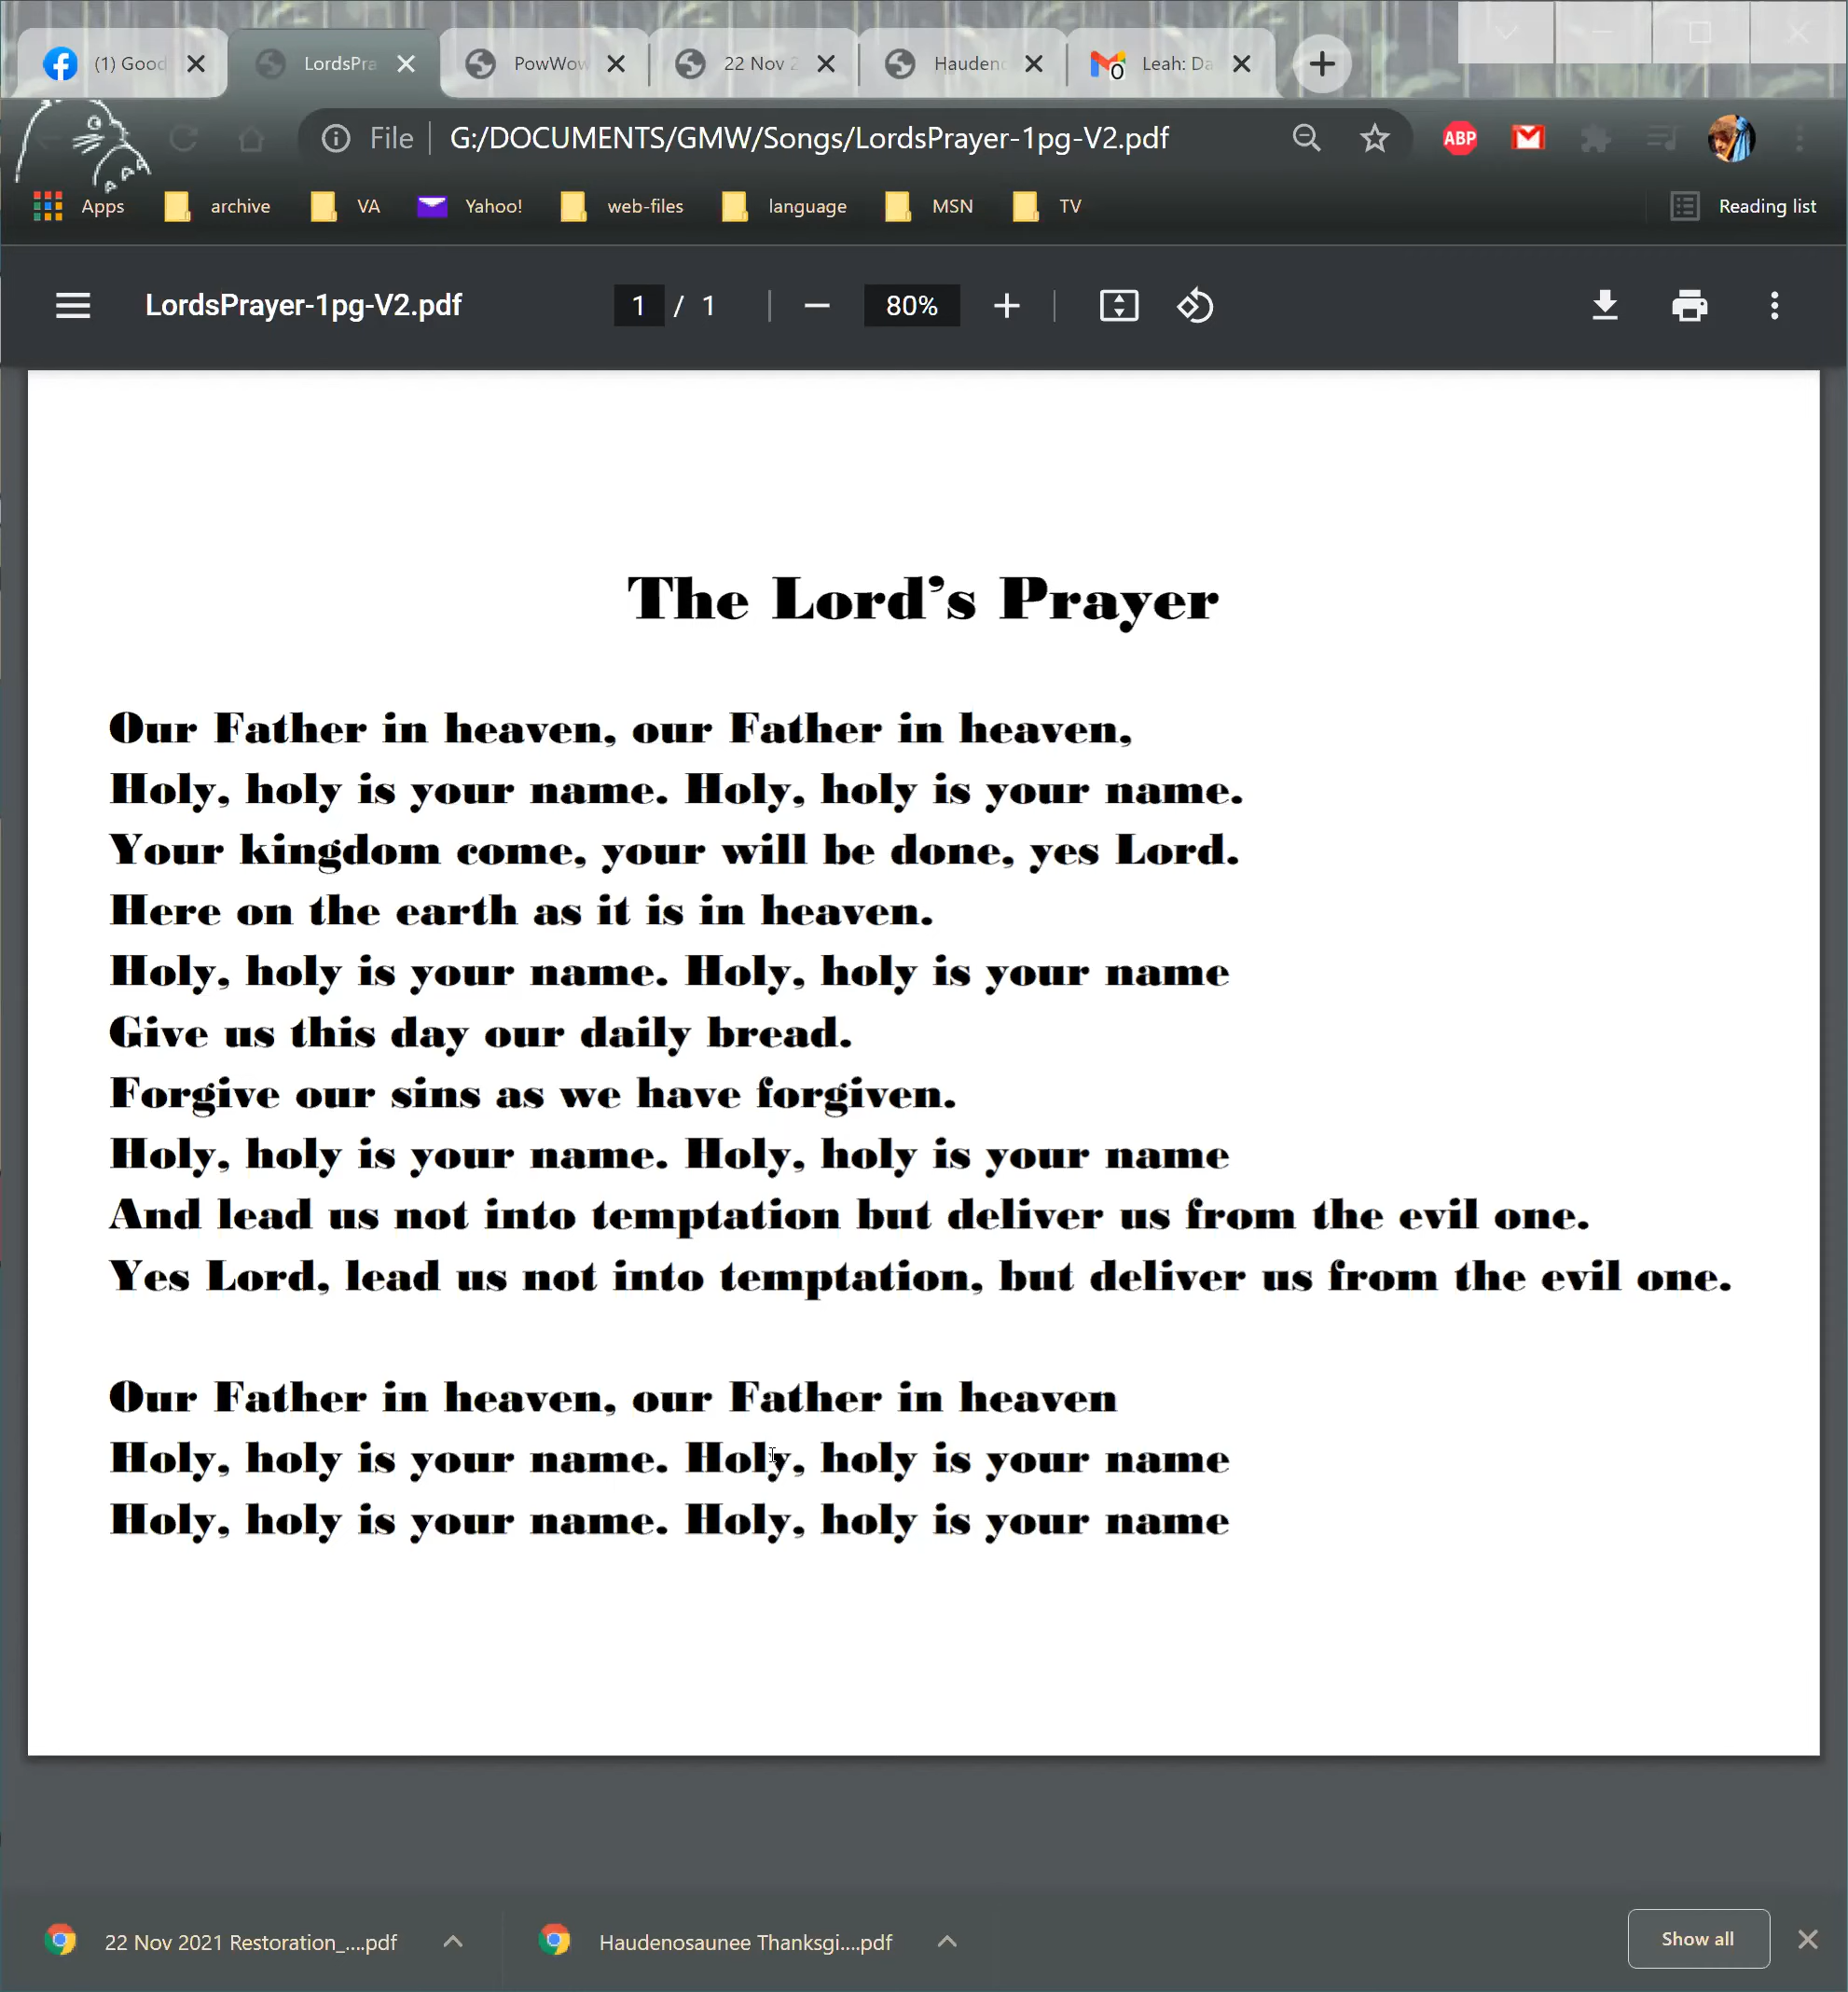 (1) Good
LordsPra
PowWow
22 Nov 2
Hauden
Leah: Da
File
G:/DOCUMENTS/GMW/Songs/LordsPrayer-1pg-V2.pdf
ABP
Apps
archive
VA
Yahoo!
web-files
language
MSN
TV
Reading list
LordsPrayer-1pg-V2.pdf
1 / 1
80%
The Lord’s Prayer
Our Father in heaven, our Father in heaven,
Holy, holy is your name. Holy, holy is your name.
Your kingdom come, your will be done, yes Lord.
Here on the earth as it is in heaven.
Holy, holy is your name. Holy, holy is your name
Give us this day our daily bread.
Forgive our sins as we have forgiven.
Holy, holy is your name. Holy, holy is your name
And lead us not into temptation but deliver us from the evil one.
Yes Lord, lead us not into temptation, but deliver us from the evil one.
Our Father in heaven, our Father in heaven
Holy, holy is your name. Holy, holy is your name
Holy, holy is your name. Holy, holy is your name
22 Nov 2021 Restoration_....pdf
Haudenosaunee Thanksgi....pdf
Show all